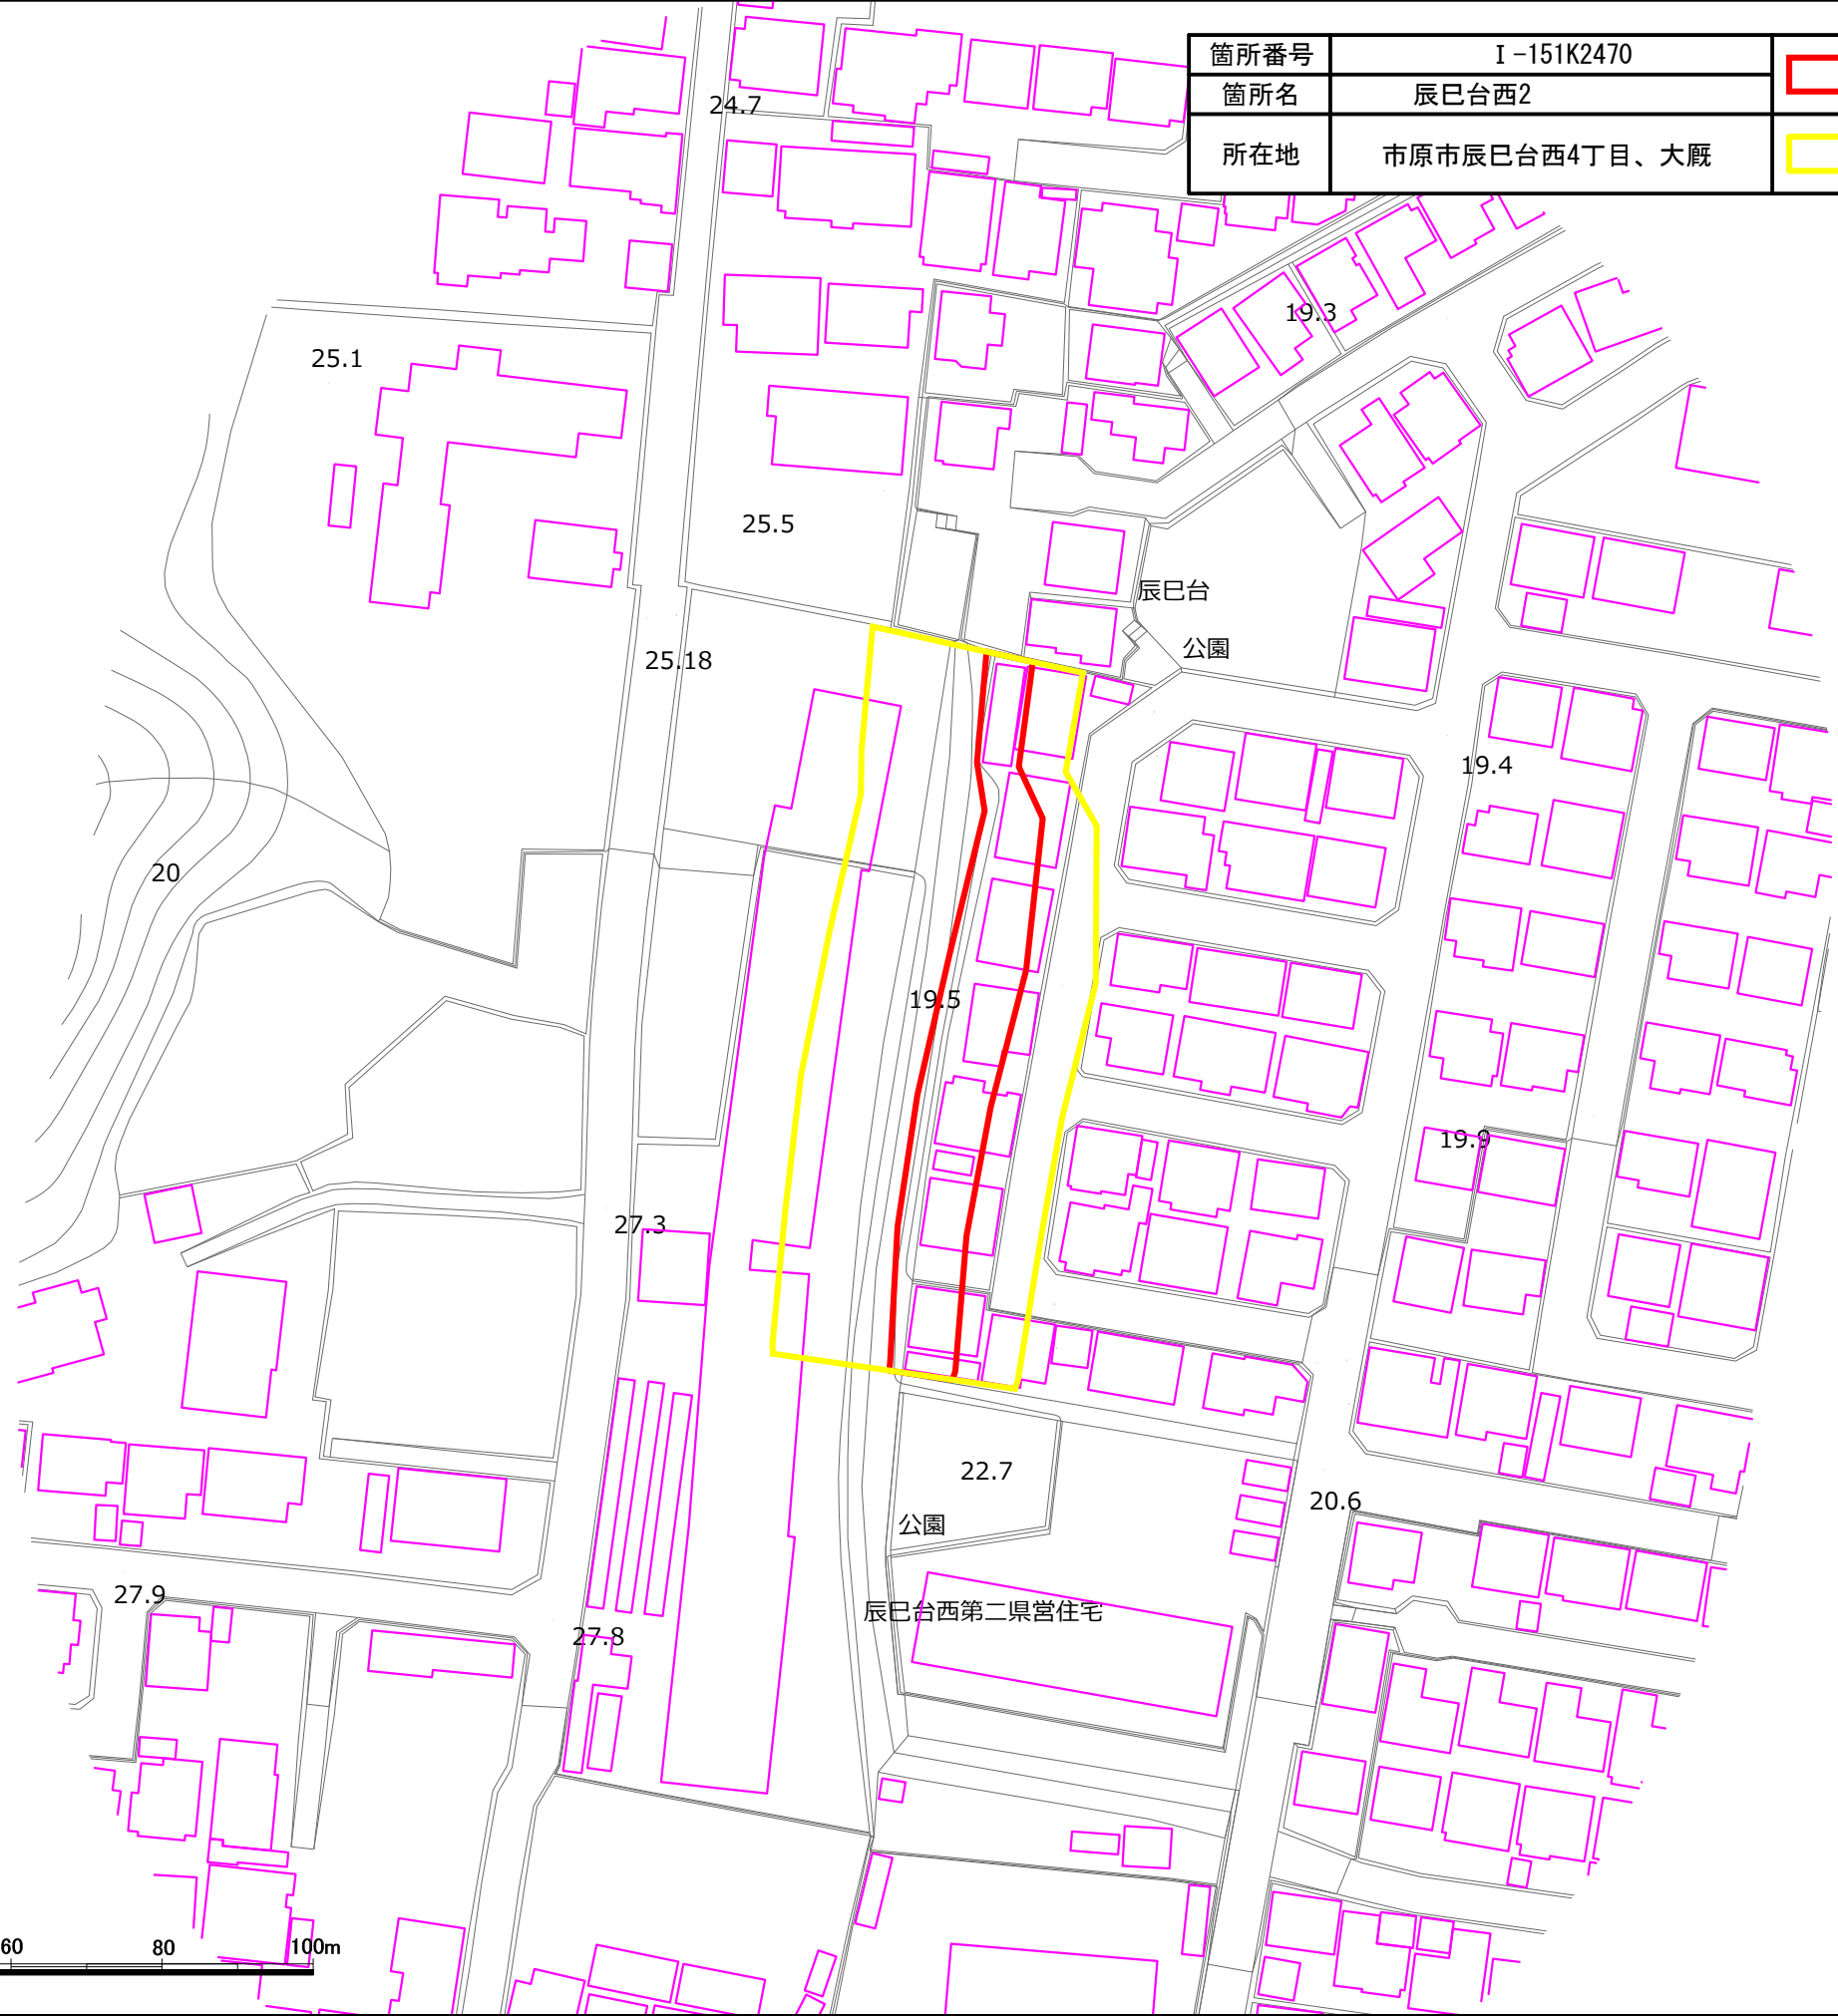 箇所番号 Ⅰ-151K2470
箇所名 辰巳台西2
所在地 市原市辰巳台西4丁目、大厩
24.7
19.3
25.1
25.5
辰巳台
公園
25.18
19.4
20
19.5
19.9
27.3
22.7
20.6
公園
27.9
辰巳台西第二県営住宅
27.8
60 80 100m